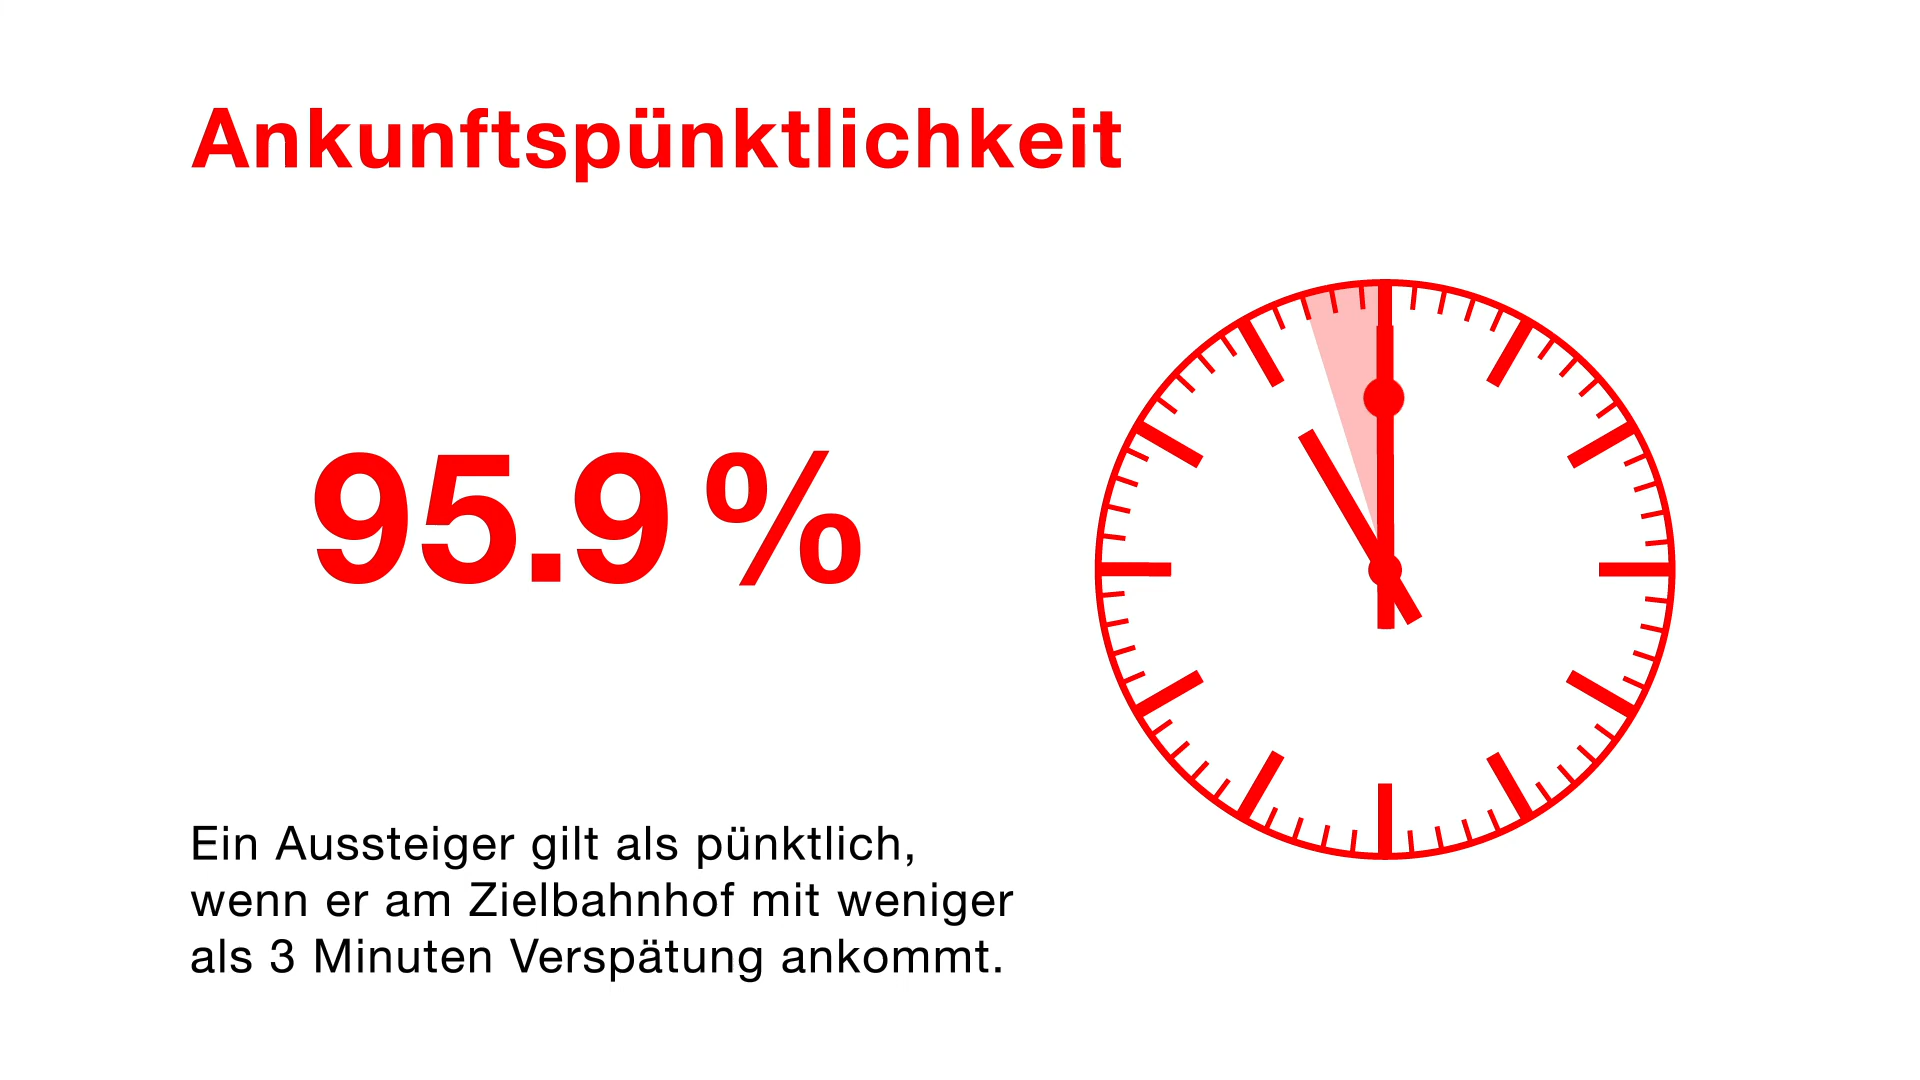 Ankunftspünktlichkeit
95.9 %
Ein Aussteiger gilt als pünktlich,
wenn er am Zielbahnhof mit weniger
als 3 Minuten Verspätung ankommt.